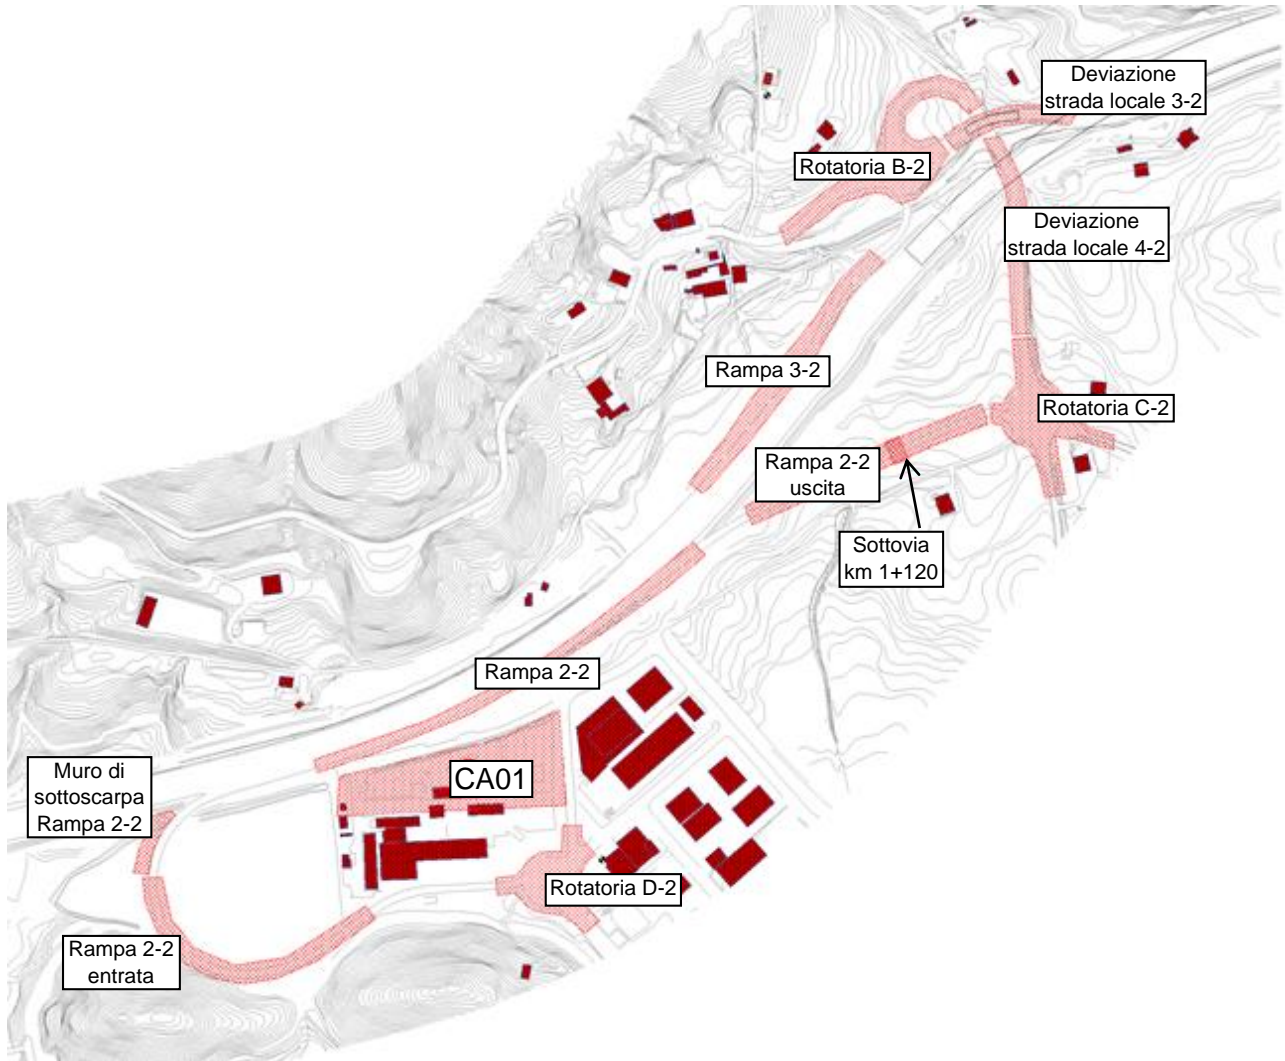 Deviazione
strada locale 3-2
Rotatoria B-2
Deviazione
strada locale 4-2
Rampa 3-2
Rotatoria C-2
Rampa 2-2
uscita
Sottovia
km 1+120
Rampa 2-2
Muro di
sottoscarpa
Rampa 2-2
CA01
Rotatoria D-2
Rampa 2-2
entrata